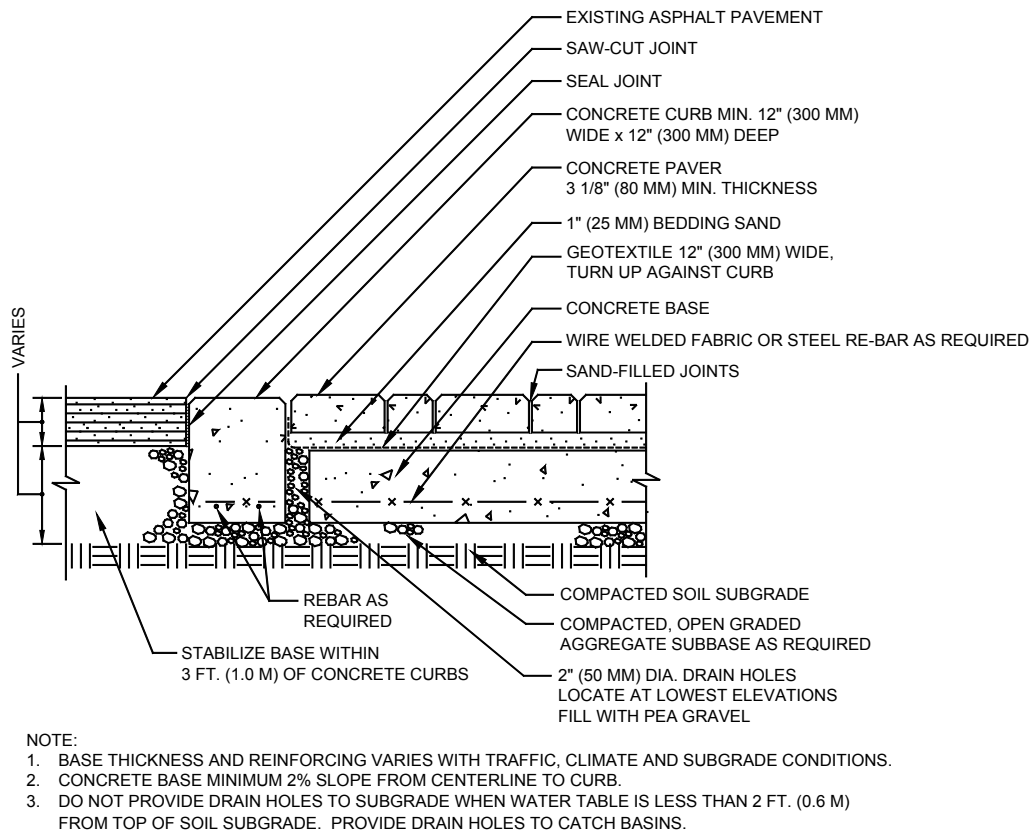 EXISTING ASPHALT PAVEMENT
SAW-CUT JOINT
SEAL JOINT
CONCRETE CURB MIN. 12" (300 MM)
WIDE x 12" (300 MM) DEEP
CONCRETE PAVER
3 1/8" (80 MM) MIN. THICKNESS
1" (25 MM) BEDDING SAND
GEOTEXTILE 12" (300 MM) WIDE,
TURN UP AGAINST CURB
CONCRETE BASE
WIRE WELDED FABRIC OR STEEL RE-BAR AS REQUIRED
SAND-FILLED JOINTS
VARIES
COMPACTED SOIL SUBGRADE
COMPACTED, OPEN GRADED
AGGREGATE SUBBASE AS REQUIRED
2" (50 MM) DIA. DRAIN HOLES
LOCATE AT LOWEST ELEVATIONS
FILL WITH PEA GRAVEL
REBAR AS
REQUIRED
STABILIZE BASE WITHIN
3 FT. (1.0 M) OF CONCRETE CURBS
NOTE:
1. BASE THICKNESS AND REINFORCING VARIES WITH TRAFFIC, CLIMATE AND SUBGRADE CONDITIONS.
2. CONCRETE BASE MINIMUM 2% SLOPE FROM CENTERLINE TO CURB.
3. DO NOT PROVIDE DRAIN HOLES TO SUBGRADE WHEN WATER TABLE IS LESS THAN 2 FT. (0.6 M)
FROM TOP OF SOIL SUBGRADE. PROVIDE DRAIN HOLES TO CATCH BASINS.